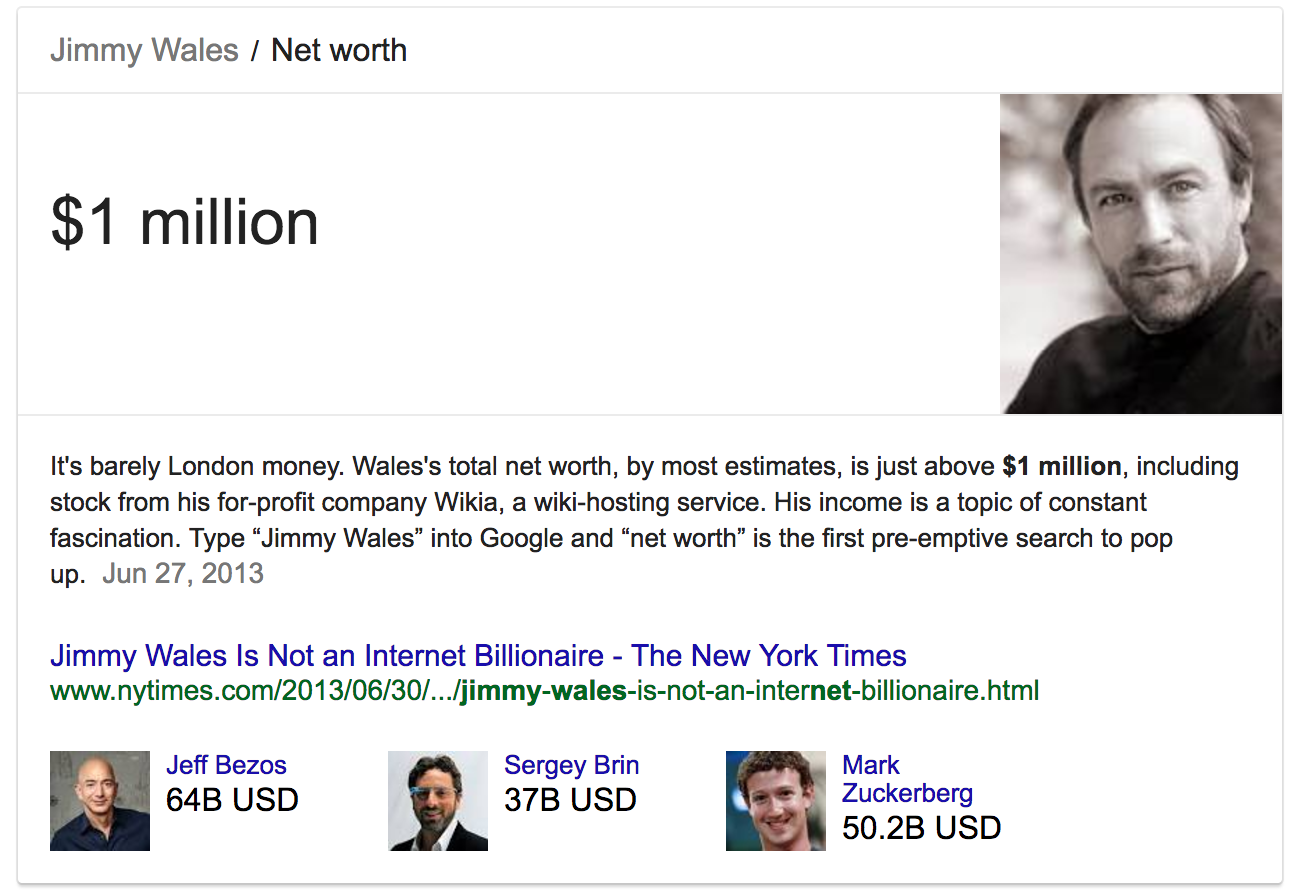 Jimmy Wales / Net worth
$1 million
It's barely London money. Wales's total net worth, by most estimates, is just above $1 million, including
stock from his for-profit company Wikia, a wiki-hosting service. His income is a topic of constant
fascination. Type “Jimmy Wales” into Google and “net worth” is the first pre-emptive search to pop
up. Jun 27, 2013
Jimmy Wales Is Not an Internet Billionaire - The New York Times
www.nytimes.com/2013/06/30/.../jimmy-wales-is-not-an-internet-billionaire.html
Jeff Bezos
64B USD
Sergey Brin
37B USD
Mark
Zuckerberg
50.2B USD